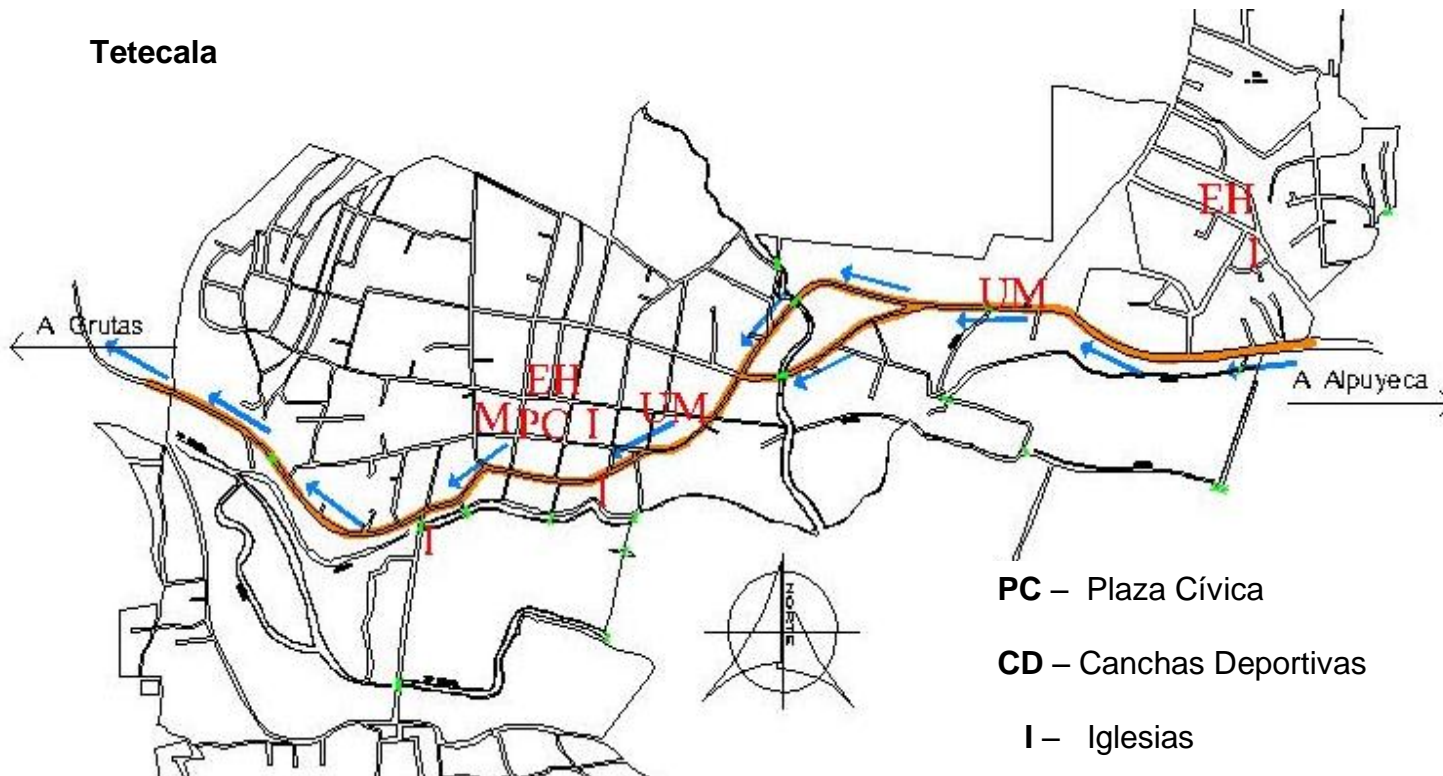 Tetecala
EH
I
UM
A Grutas
A Alpuyeca
EH
M PC I UM
I
I
NORTE
PC – Plaza Cívica
CD – Canchas Deportivas
I – Iglesias